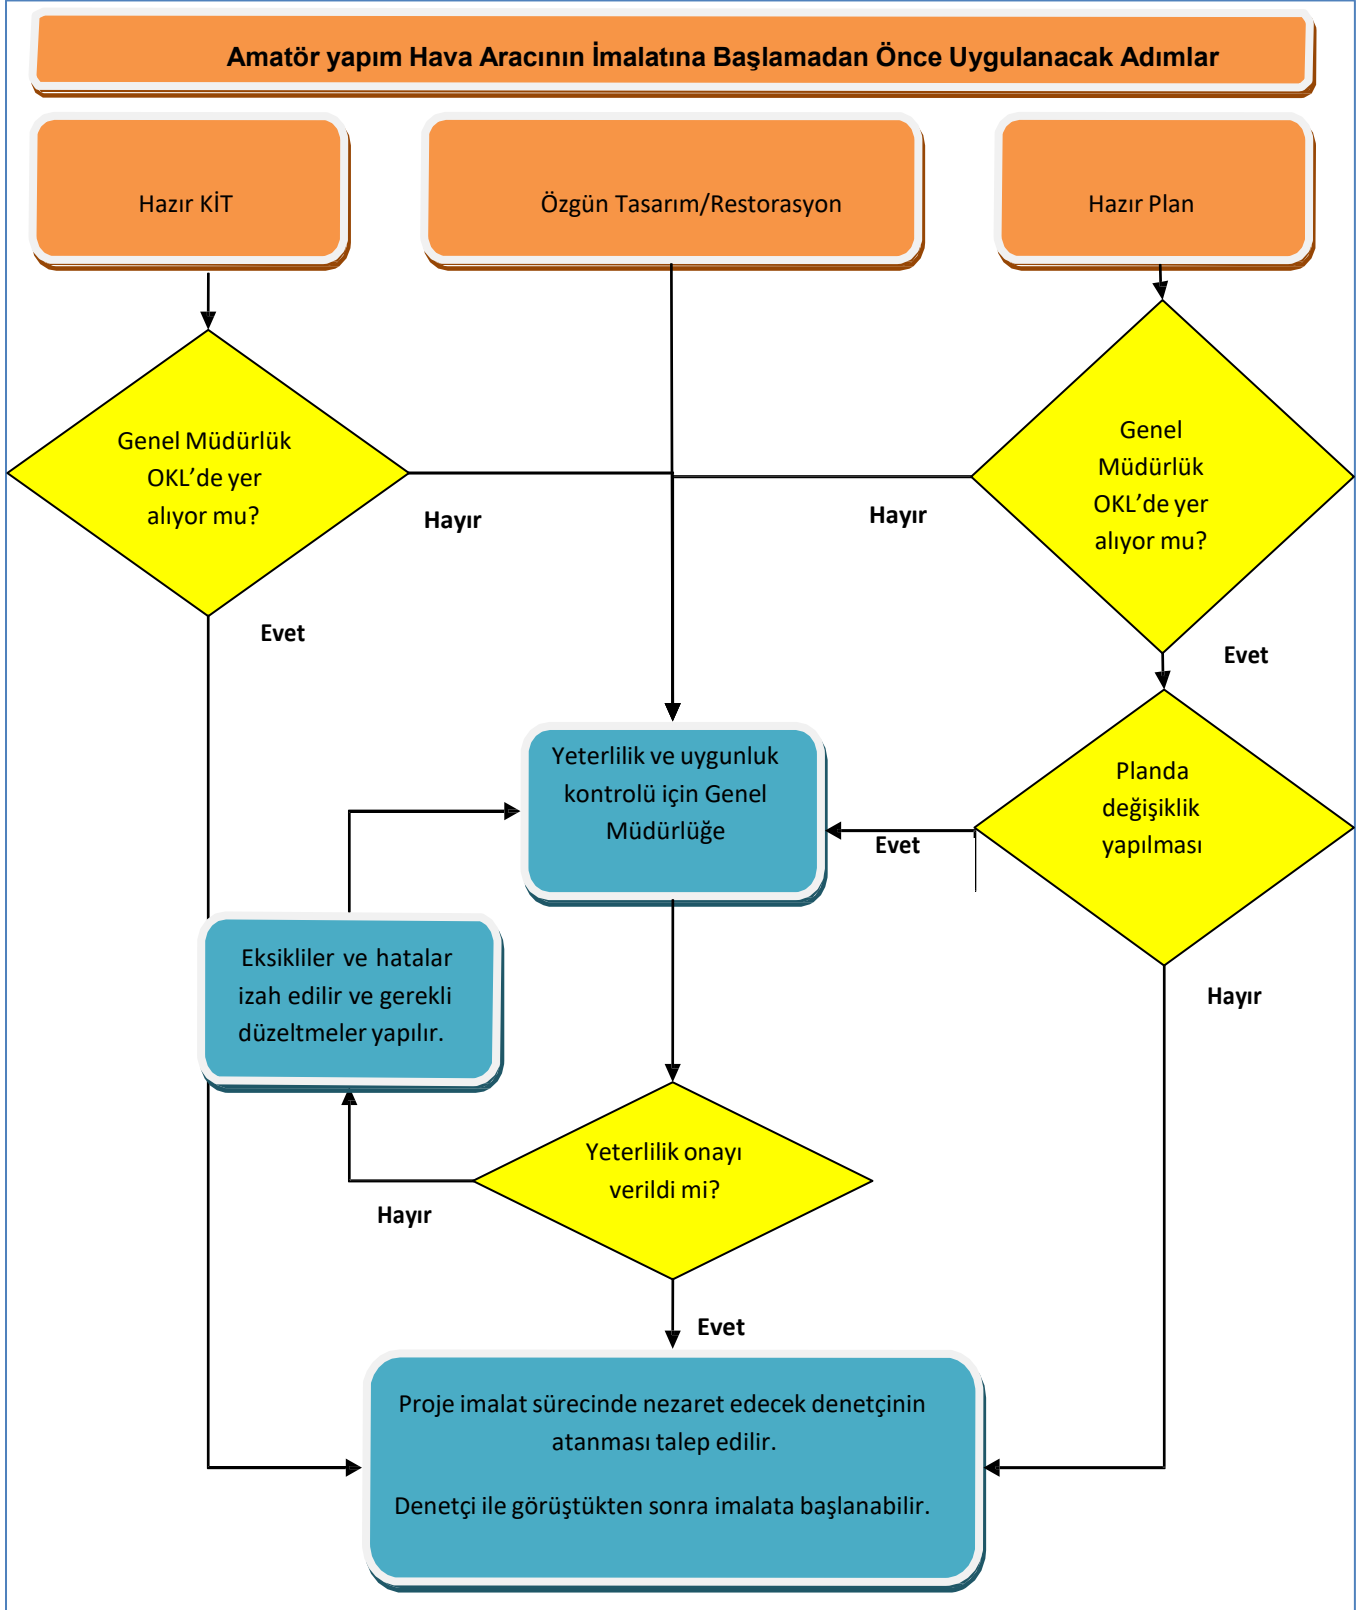 Amatör yapım Hava Aracının İmalatına Başlamadan Önce Uygulanacak Adımlar
Hazır KİT
Özgün Tasarım/Restorasyon
Hazır Plan
Genel Müdürlük
OKL’de yer
alıyor mu?
Hayır
Evet
Genel
Müdürlük
OKL’de yer
alıyor mu?
Hayır
Evet
Yeterlilik ve uygunluk
kontrolü için Genel
Müdürlüğe
Planda
değişiklik
yapılması
Evet
Hayır
Eksikliler ve hatalar
izah edilir ve gerekli
düzeltmeler yapılır.
Yeterlilik onayı
verildi mi?
Hayır
Evet
Proje imalat sürecinde nezaret edecek denetçinin
atanması talep edilir.
Denetçi ile görüştükten sonra imalata başlanabilir.